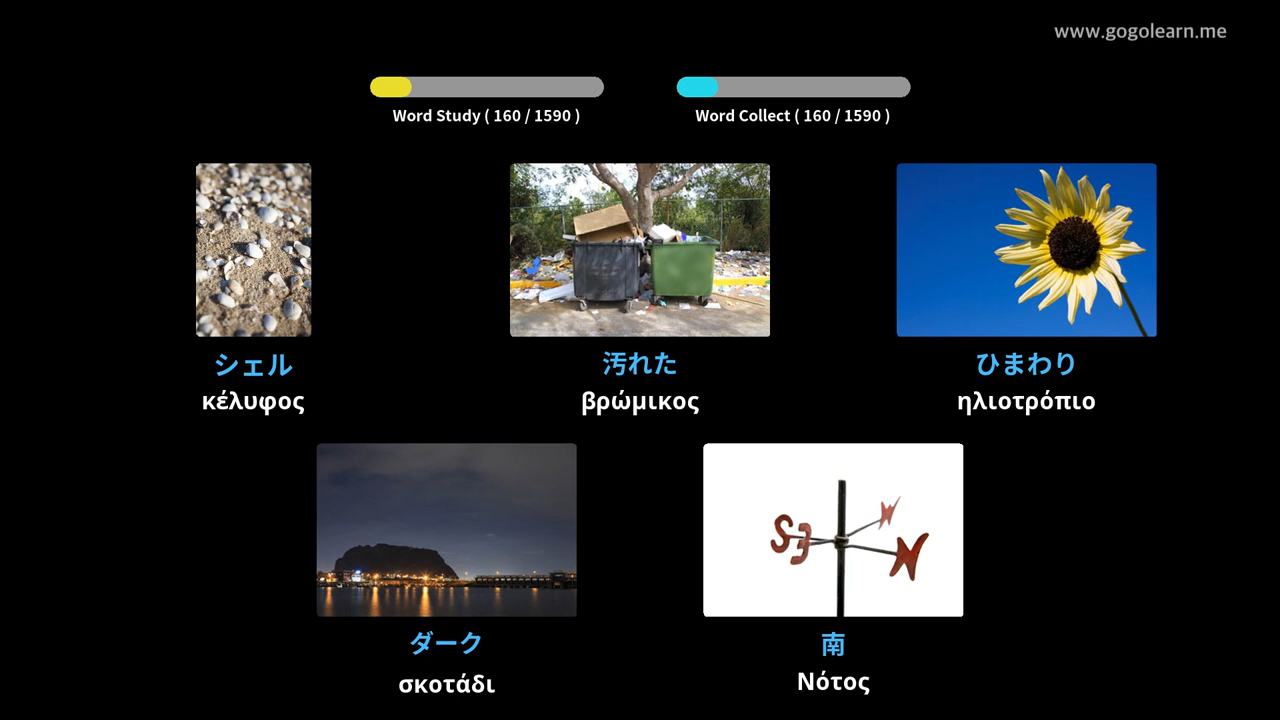 www.gogolearn.me
Word Study ( 160 / 1590 )
Word Collect ( 160 / 1590 )
シェル
κέλυφος
汚れた
βρώμικος
ひまわり
ηλιοτρόπιο
ダーク
σκοτάδι
南
Νότος